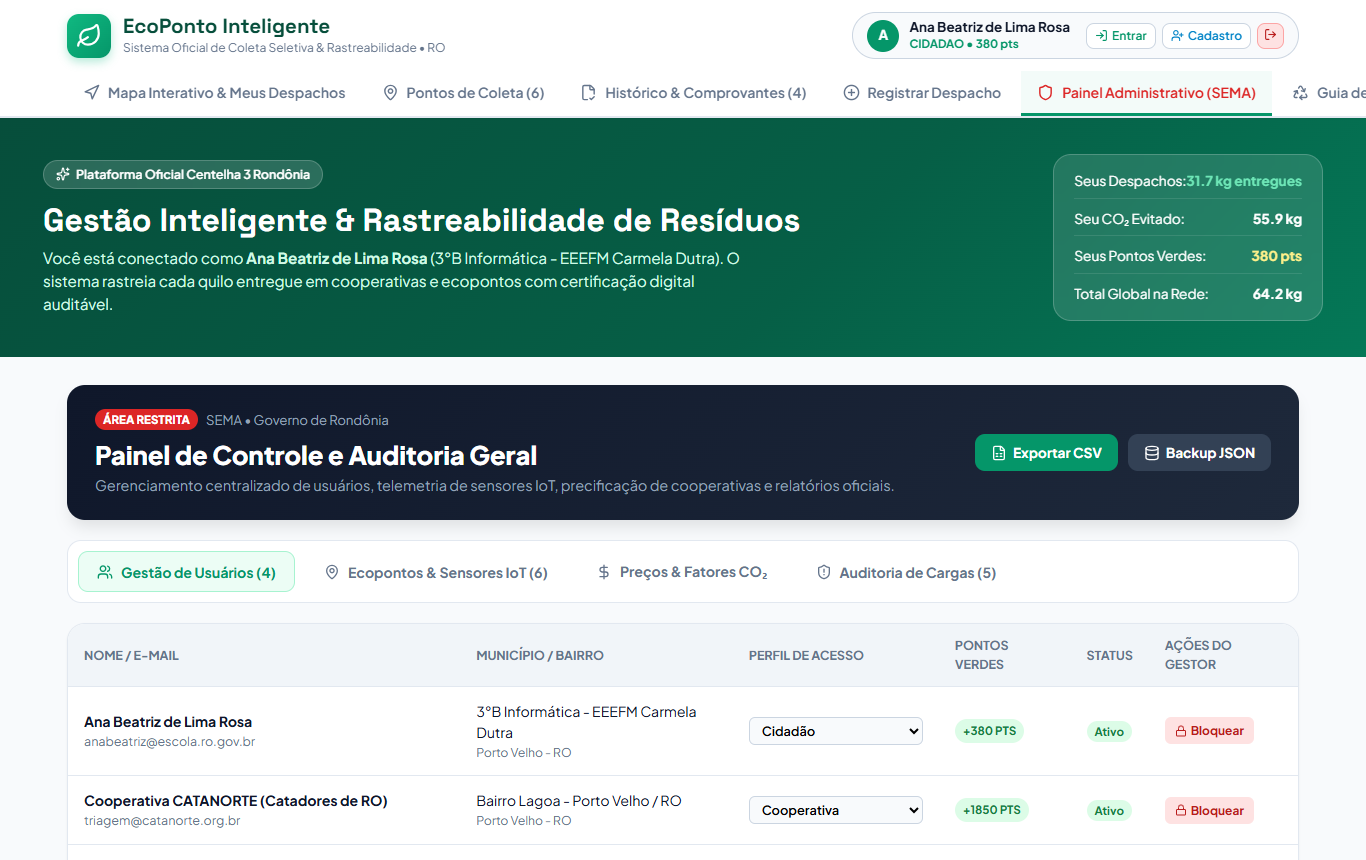 EcoPonto Inteligente
Sistema Oficial de Coleta Seletiva & Rastreabilidade • RO
A
Ana Beatriz de Lima Rosa
CIDADAO • 380 pts
Entrar
Cadastro
Mapa Interativo & Meus Despachos
Pontos de Coleta (6)
Histórico & Comprovantes (4)
Registrar Despacho
Painel Administrativo (SEMA)
Guia de
Plataforma Oficial Centelha 3 Rondônia
Gestão Inteligente & Rastreabilidade de Resíduos
Você está conectado como Ana Beatriz de Lima Rosa (3°B Informática - EEEFM Carmela Dutra). O
sistema rastreia cada quilo entregue em cooperativas e ecopontos com certificação digital
auditável.
Seus Despachos:31.7 kg entregues
Seu CO₂ Evitado: 55.9 kg
Seus Pontos Verdes: 380 pts
Total Global na Rede: 64.2 kg
ÁREA RESTRITA SEMA • Governo de Rondônia
Painel de Controle e Auditoria Geral
Gerenciamento centralizado de usuários, telemetria de sensores IoT, precificação de cooperativas e relatórios oficiais.
Exportar CSV
Backup JSON
Gestão de Usuários (4)
Ecopontos & Sensores IoT (6)
Preços & Fatores CO₂
Auditoria de Cargas (5)
NOME / E-MAIL
MUNICÍPIO / BAIRRO
PERFIL DE ACESSO
PONTOS
VERDES
STATUS
AÇÕES DO
GESTOR
Ana Beatriz de Lima Rosa
anabeatriz@escola.ro.gov.br
3°B Informática - EEEFM Carmela
Dutra
Porto Velho - RO
Cidadão
+380 PTS
Ativo
Bloquear
Cooperativa CATANORTE (Catadores de RO)
triagem@catanorte.org.br
Bairro Lagoa - Porto Velho / RO
Porto Velho - RO
Cooperativa
+1850 PTS
Ativo
Bloquear